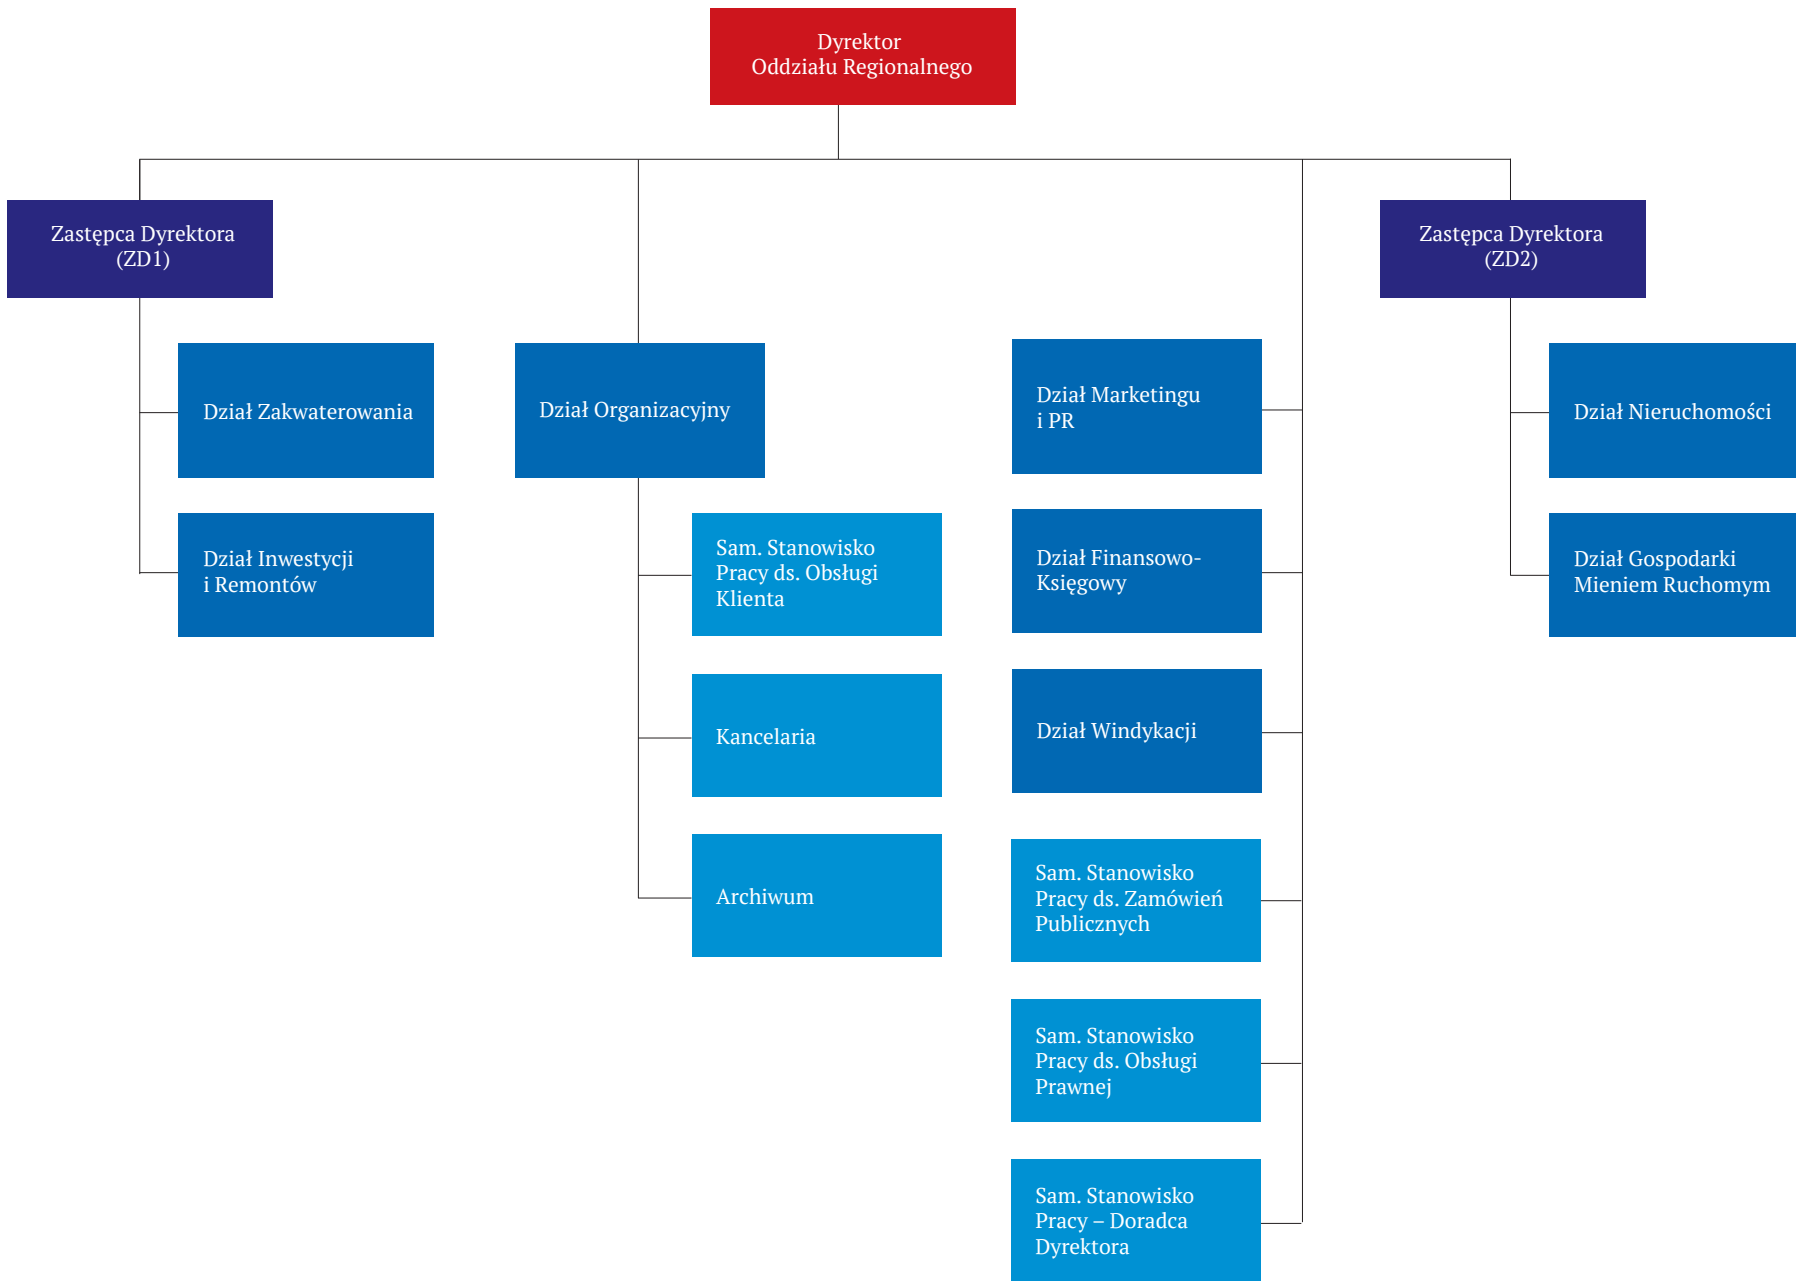 Dyrektor
Oddziału Regionalnego
Zastępca Dyrektora
(ZD1)
Zastępca Dyrektora
(ZD2)
Dział Zakwaterowania
Dział Inwestycji
i Remontów
Dział Organizacyjny
Sam. Stanowisko
Pracy ds. Obsługi
Klienta
Kancelaria
Archiwum
Dział Marketingu
i PR
Dział Finansowo-
Księgowy
Dział Windykacji
Sam. Stanowisko
Pracy ds. Zamówień
Publicznych
Sam. Stanowisko
Pracy ds. Obsługi
Prawnej
Sam. Stanowisko
Pracy – Doradca
Dyrektora
Dział Nieruchomości
Dział Gospodarki
Mieniem Ruchomym